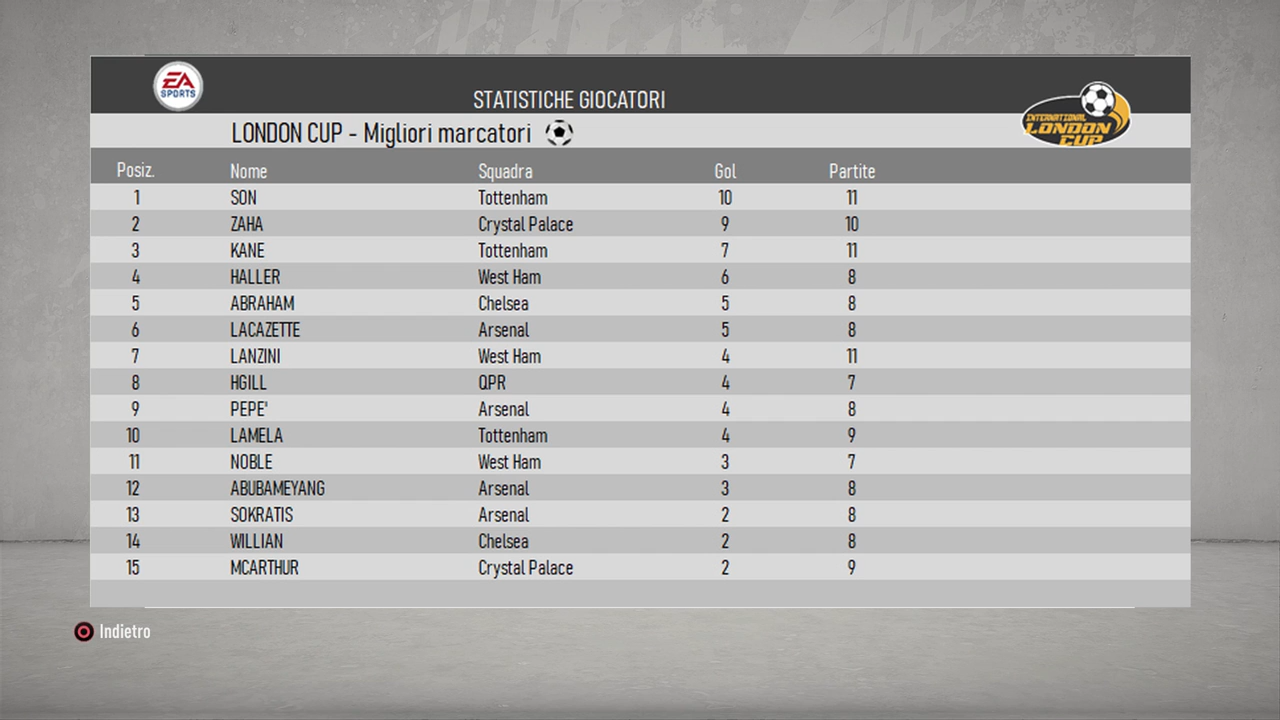 EA
SPORTS
STATISTICHE GIOCATORI
INTERNATIONAL
LONDON
CUP
LONDON CUP - Migliori marcatori
Posiz. Nome Squadra Gol Partite
1 SON Tottenham 10 11
2 ZAHA Crystal Palace 9 10
3 KANE Tottenham 7 11
4 HALLER West Ham 6 8
5 ABRAHAM Chelsea 5 8
6 LACAZETTE Arsenal 5 8
7 LANZINI West Ham 4 11
8 HGILL QPR 4 7
9 PEPE' Arsenal 4 8
10 LAMELA Tottenham 4 9
11 NOBLE West Ham 3 7
12 ABUBAMEYANG Arsenal 3 8
13 SOKRATIS Arsenal 2 8
14 WILLIAN Chelsea 2 8
15 MCARTHUR Crystal Palace 2 9
Indietro